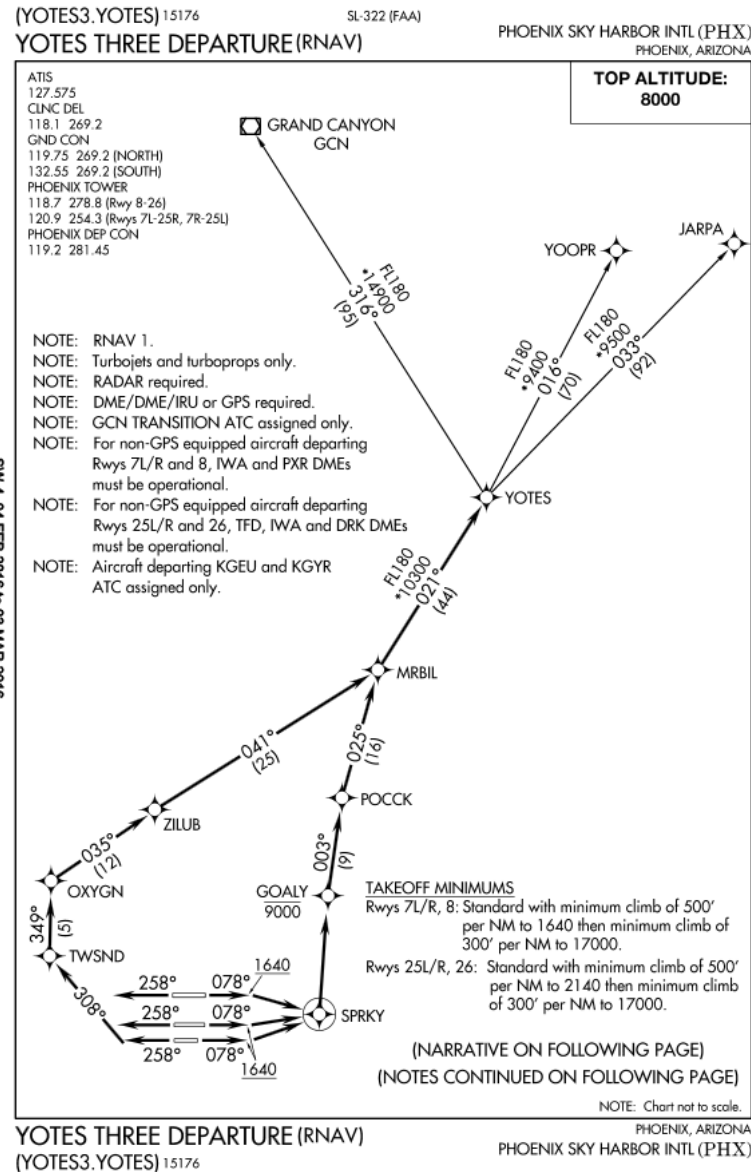 (YOTES3.YOTES) 15176
SL-322 (FAA)
YOTES THREE DEPARTURE (RNAV)
PHOENIX SKY HARBOR INTL (PHX)
PHOENIX, ARIZONA
ATIS
127.575
CLNC DEL
118.1 269.2
GND CON
119.75 269.2 (NORTH)
132.55 269.2 (SOUTH)
PHOENIX TOWER
118.7 278.8 (Rwy 8-26)
120.9 254.3 (Rwys 7L-25R, 7R-25L)
PHOENIX DEP CON
119.2 281.45
TOP ALTITUDE:
8000
GRAND CANYON
GCN
YOOPR
JARPA
FL180
*14900
316°
(95)
FL180
*9400
016°
(70)
FL180
*9500
033°
(92)
NOTE: RNAV 1.
NOTE: Turbojets and turboprops only.
NOTE: RADAR required.
NOTE: DME/DME/IRU or GPS required.
NOTE: GCN TRANSITION ATC assigned only.
NOTE: For non-GPS equipped aircraft departing
Rwys 7L/R and 8, IWA and PXR DMEs
must be operational.
NOTE: For non-GPS equipped aircraft departing
Rwys 25L/R and 26, TFD, IWA and DRK DMEs
must be operational.
NOTE: Aircraft departing KGEU and KGYR
ATC assigned only.
YOTES
FL180
*10300
021°
(44)
MRBIL
041°
(25)
025°
(16)
POCCK
ZILUB
035°
(12)
003°
(9)
OXYGN
GOALY
9000
349°
(5)
TWSND
308°
TAKEOFF MINIMUMS
Rwys 7L/R, 8: Standard with minimum climb of 500'
per NM to 1640 then minimum climb of
300' per NM to 17000.
Rwys 25L/R, 26: Standard with minimum climb of 500'
per NM to 2140 then minimum climb
of 300' per NM to 17000.
1640
258° 078°
258° 078°
258° 078°
1640
SPRKY
(NARRATIVE ON FOLLOWING PAGE)
(NOTES CONTINUED ON FOLLOWING PAGE)
NOTE: Chart not to scale.
YOTES THREE DEPARTURE (RNAV)
(YOTES3.YOTES) 15176
PHOENIX, ARIZONA
PHOENIX SKY HARBOR INTL (PHX)